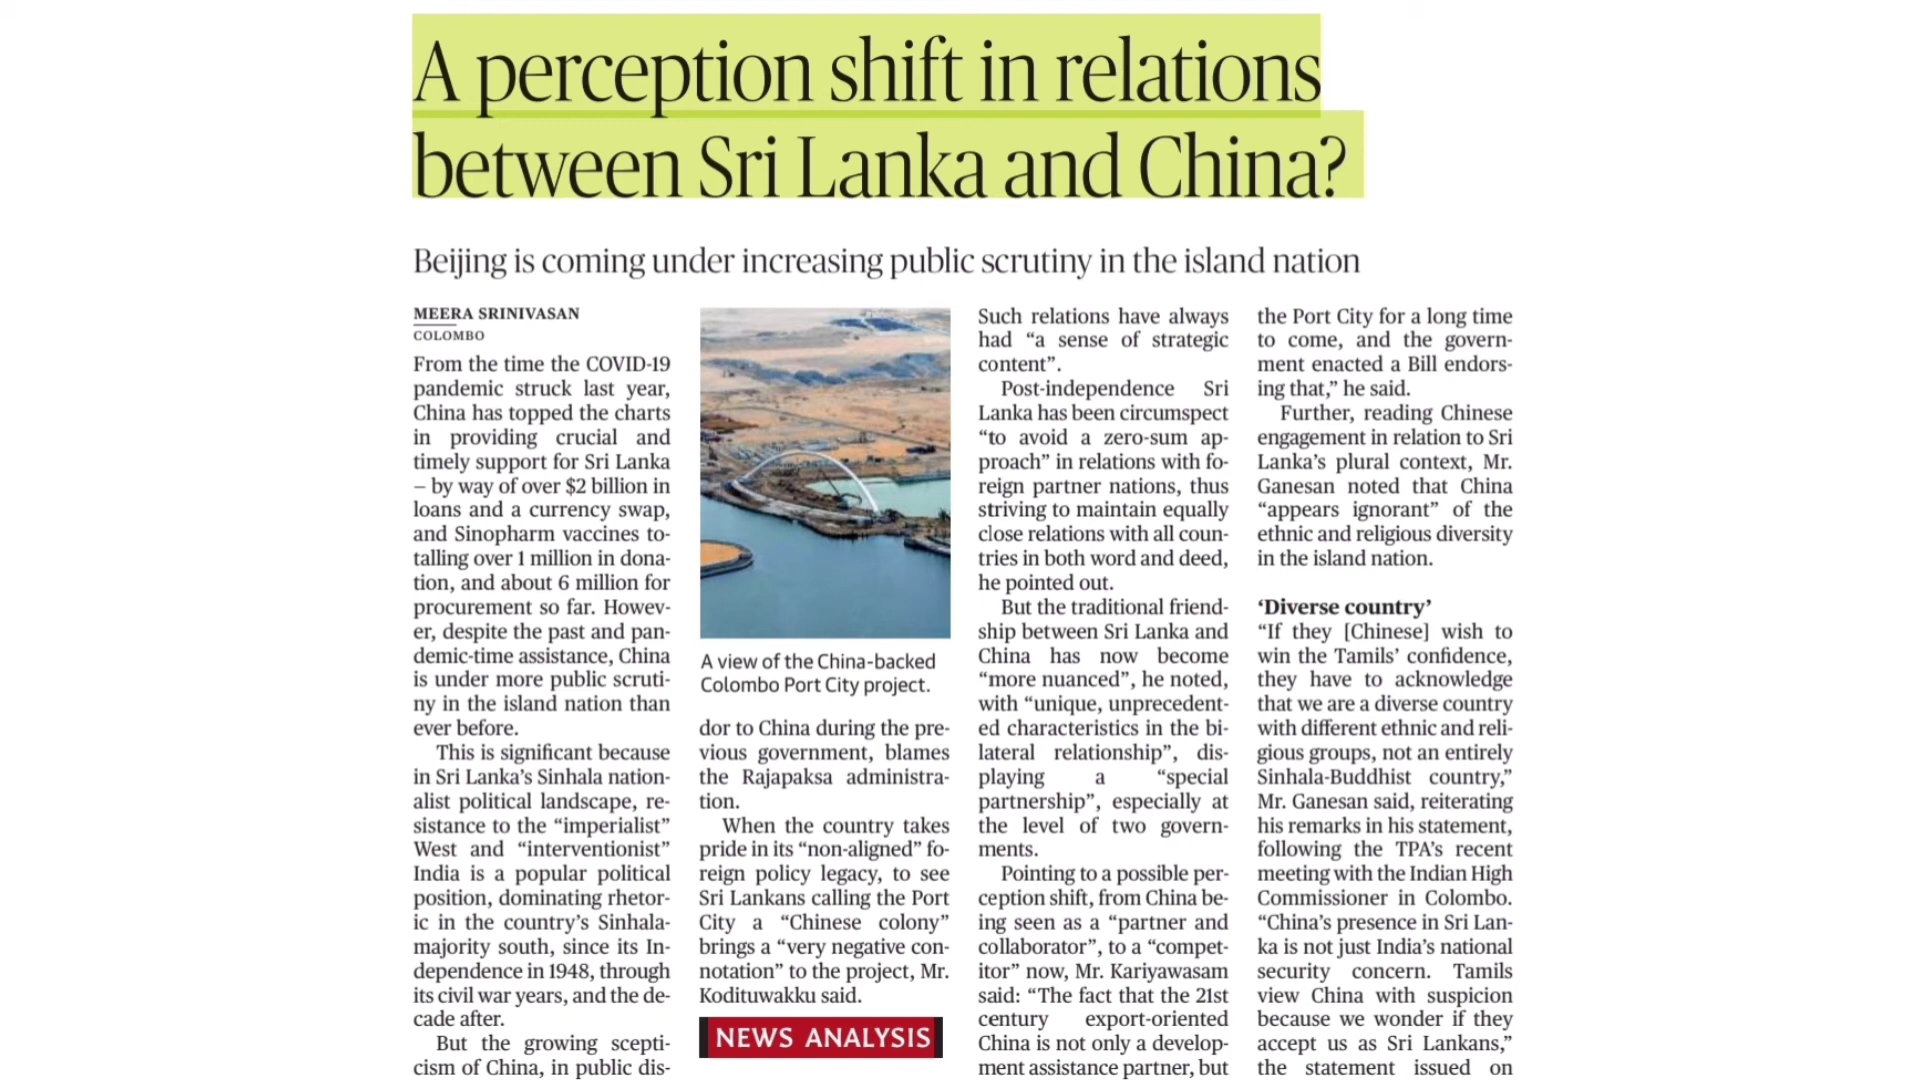 A perception shift in relations
between Sri Lanka and China?
Beijing is coming under increasing public scrutiny in the island nation
MEERA SRINIVASAN
COLOMBO
From the time the COVID-19
pandemic struck last year,
China has topped the charts
in providing crucial and
timely support for Sri Lanka
– by way of over $2 billion in
loans and a currency swap,
and Sinopharm vaccines to-
talling over 1 million in dona-
tion, and about 6 million for
procurement so far. Howev-
er, despite the past and pan-
demic-time assistance, China
is under more public scruti-
ny in the island nation than
ever before.
This is significant because
in Sri Lanka’s Sinhala nation-
alist political landscape, re-
sistance to the “imperialist”
West and “interventionist”
India is a popular political
position, dominating rhetor-
ic in the country’s Sinhala-
majority south, since its In-
dependence in 1948, through
its civil war years, and the de-
cade after.
But the growing scepti-
cism of China, in public dis-
A view of the China-backed
Colombo Port City project.
dor to China during the pre-
vious government, blames
the Rajapaksa administra-
tion.
When the country takes
pride in its “non-aligned” fo-
reign policy legacy, to see
Sri Lankans calling the Port
City a “Chinese colony”
brings a “very negative con-
notation” to the project, Mr.
Kodituwakku said.
NEWS ANALYSIS
Such relations have always
had “a sense of strategic
content”.
Post-independence Sri
Lanka has been circumspect
“to avoid a zero-sum ap-
proach” in relations with fo-
reign partner nations, thus
striving to maintain equally
close relations with all coun-
tries in both word and deed,
he pointed out.
But the traditional friend-
ship between Sri Lanka and
China has now become
“more nuanced”, he noted,
with “unique, unprecedent-
ed characteristics in the bi-
lateral relationship”, dis-
playing a “special
partnership”, especially at
the level of two govern-
ments.
Pointing to a possible per-
ception shift, from China be-
ing seen as a “partner and
collaborator”, to a “compet-
itor” now, Mr. Kariyawasam
said: “The fact that the 21st
century export-oriented
China is not only a develop-
ment assistance partner, but
the Port City for a long time
to come, and the govern-
ment enacted a Bill endors-
ing that,” he said.
Further, reading Chinese
engagement in relation to Sri
Lanka’s plural context, Mr.
Ganesan noted that China
“appears ignorant” of the
ethnic and religious diversity
in the island nation.
‘Diverse country’
“If they [Chinese] wish to
win the Tamils’ confidence,
they have to acknowledge
that we are a diverse country
with different ethnic and reli-
gious groups, not an entirely
Sinhala-Buddhist country,”
Mr. Ganesan said, reiterating
his remarks in his statement,
following the TPA’s recent
meeting with the Indian High
Commissioner in Colombo.
“China’s presence in Sri Lan-
ka is not just India’s national
security concern. Tamils
view China with suspicion
because we wonder if they
accept us as Sri Lankans,”
the statement issued on